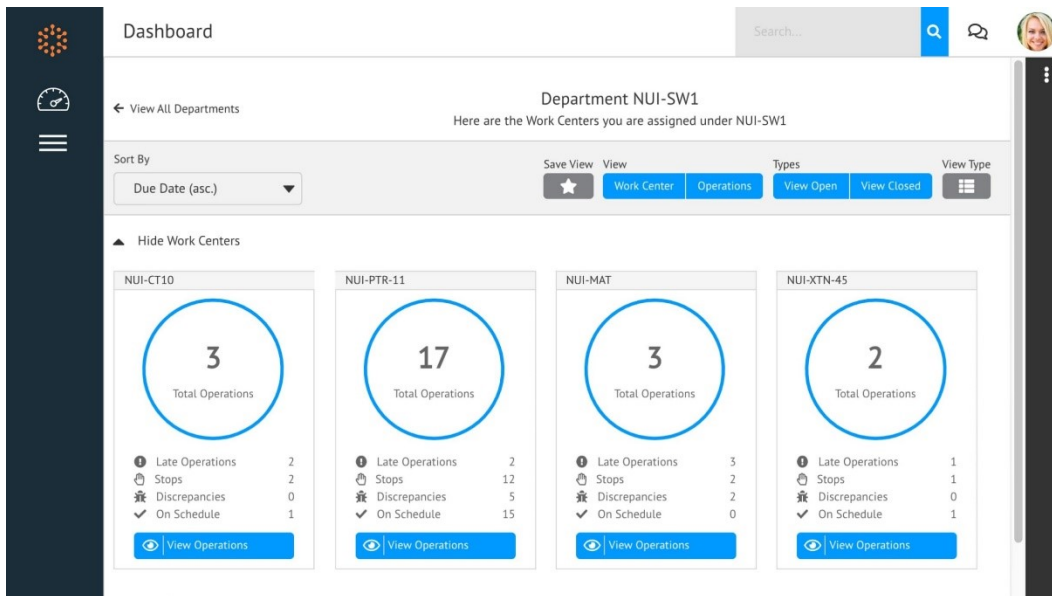 Dashboard
Search...
View All Departments
Department NUI-SW1
Here are the Work Centers you are assigned under NUI-SW1
Sort By
Due Date (asc.)
Save View View Types View Type
Work Center Operations View Open View Closed
Hide Work Centers
NUI-CT10
3
Total Operations
Late Operations 2
Stops 2
Discrepancies 0
On Schedule 1
View Operations
NUI-PTR-11
17
Total Operations
Late Operations 2
Stops 12
Discrepancies 5
On Schedule 15
View Operations
NUI-MAT
3
Total Operations
Late Operations 3
Stops 2
Discrepancies 2
On Schedule 0
View Operations
NUI-XTN-45
2
Total Operations
Late Operations 1
Stops 1
Discrepancies 0
On Schedule 1
View Operations